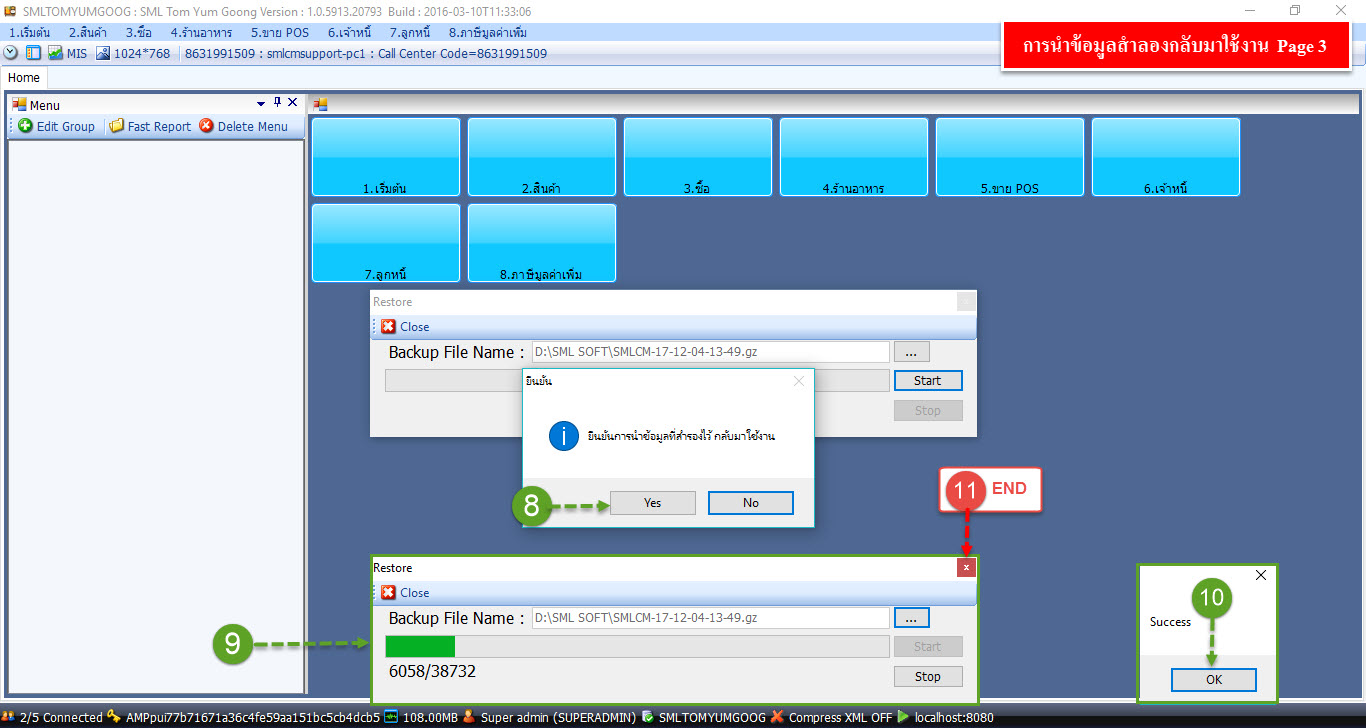 SMLTOMYUMGOOG : SML Tom Yum Goong Version : 1.0.5913.20793 Build : 2016-03-10T11:33:06
1.เริ่มต้น 2.สินค้า 3.ซื้อ 4.ร้านอาหาร 5.ขาย POS 6.เจ้าหนี้ 7.ลูกหนี้ 8.ภาษีมูลค่าเพิ่ม
การนำข้อมูลสำลองกลับมาใช้งาน Page 3
MIS 1024*768 8631991509 : smlcmsupport-pc1 : Call Center Code=8631991509
Home
Menu
Edit Group Fast Report Delete Menu
1.เริ่มต้น 2.สินค้า 3.ซื้อ 4.ร้านอาหาร 5.ขาย POS 6.เจ้าหนี้
7.ลูกหนี้ 8.ภาษีมูลค่าเพิ่ม
Restore
Close
Backup File Name : D:\SML SOFT\SMLCM-17-12-04-13-49.gz ...
Start
Stop
ยืนยัน
ยืนยันการนำข้อมูลที่สำรองไว้ กลับมาใช้งาน
8 Yes No
11 END
Restore x
Close
Backup File Name : D:\SML SOFT\SMLCM-17-12-04-13-49.gz ...
9 Start
6058/38732 Stop
10
Success
OK
2/5 Connected AMPpui77b71671a36c4fe59aa151bc5cb4dcb5 108.00MB Super admin (SUPERADMIN) SMLTOMYUMGOOG Compress XML OFF localhost:8080